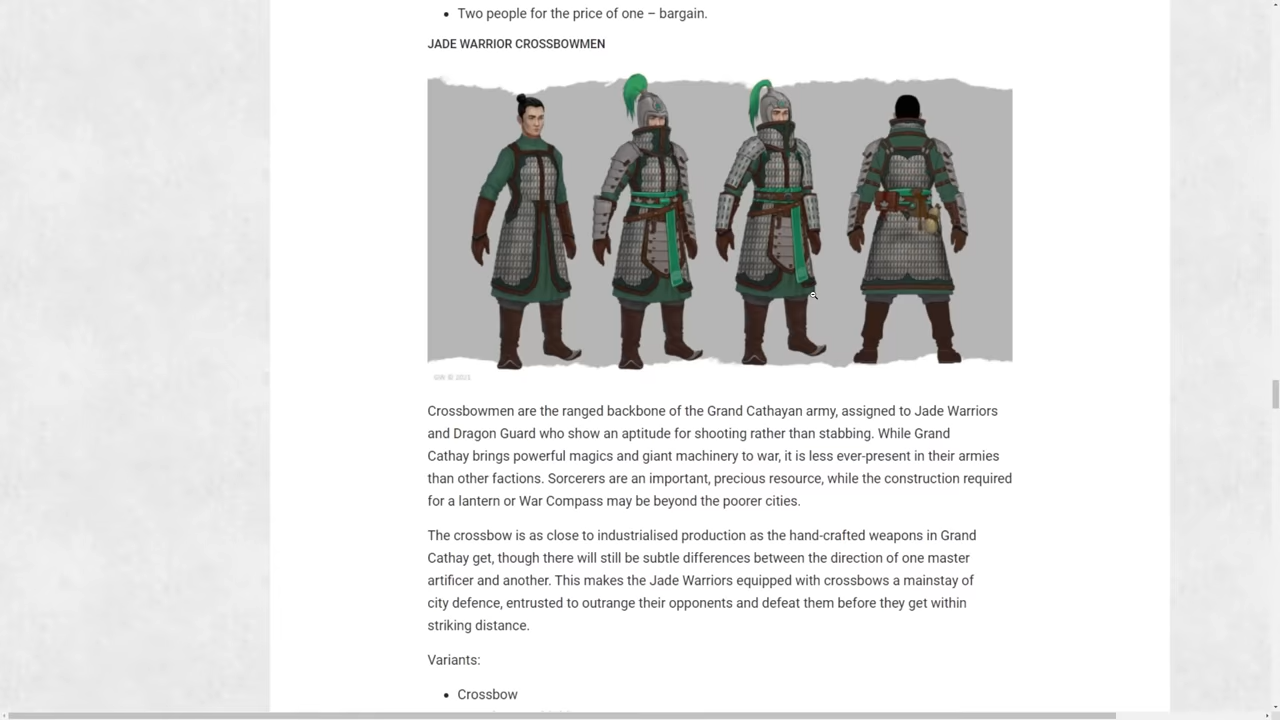 Two people for the price of one – bargain.
JADE WARRIOR CROSSBOWMEN
GW © 2021
Crossbowmen are the ranged backbone of the Grand Cathayan army, assigned to Jade Warriors
and Dragon Guard who show an aptitude for shooting rather than stabbing. While Grand
Cathay brings powerful magics and giant machinery to war, it is less ever-present in their armies
than other factions. Sorcerers are an important, precious resource, while the construction required
for a lantern or War Compass may be beyond the poorer cities.
The crossbow is as close to industrialised production as the hand-crafted weapons in Grand
Cathay get, though there will still be subtle differences between the direction of one master
artificer and another. This makes the Jade Warriors equipped with crossbows a mainstay of
city defence, entrusted to outrange their opponents and defeat them before they get within
striking distance.
Variants:
Crossbow